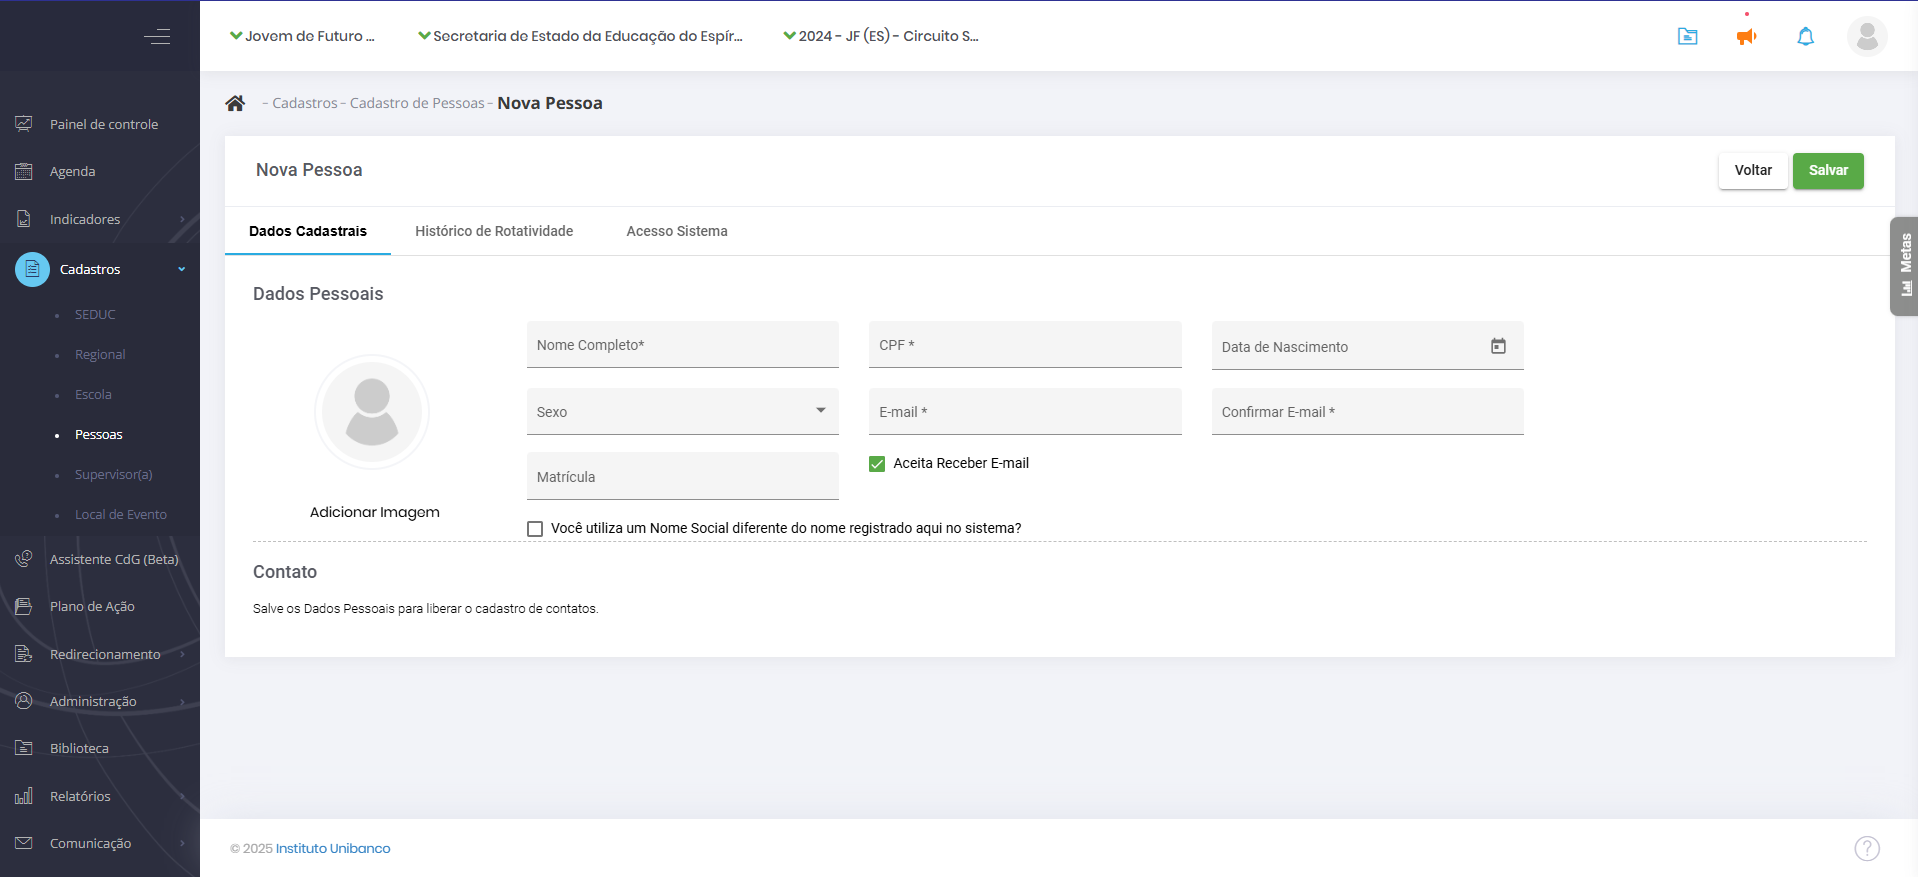 Jovem de Futuro ...
Secretaria de Estado da Educação do Espír...
2024 - JF (ES) - Circuito S...
- Cadastros - Cadastro de Pessoas - Nova Pessoa
Painel de controle
Agenda
Indicadores
Cadastros
SEDUC
Regional
Escola
Pessoas
Supervisor(a)
Local de Evento
Assistente CdG (Beta)
Plano de Ação
Redirecionamento
Administração
Biblioteca
Relatórios
Comunicação
Nova Pessoa
Voltar
Salvar
Dados Cadastrais
Histórico de Rotatividade
Acesso Sistema
Metas
Dados Pessoais
Nome Completo*
CPF *
Data de Nascimento
Sexo
E-mail *
Confirmar E-mail *
Matrícula
Aceita Receber E-mail
Adicionar Imagem
Você utiliza um Nome Social diferente do nome registrado aqui no sistema?
Contato
Salve os Dados Pessoais para liberar o cadastro de contatos.
© 2025 Instituto Unibanco
?